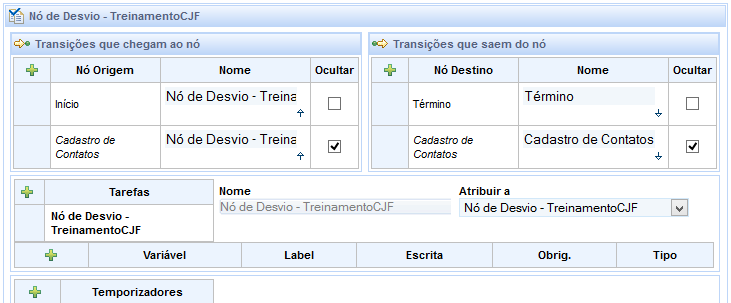 Nó de Desvio - TreinamentoCJF
Transições que chegam ao nó
Nó Origem Nome Ocultar
Início Nó de Desvio - Treina
Cadastro de Contatos Nó de Desvio - Treina
Transições que saem do nó
Nó Destino Nome Ocultar
Término Término
Cadastro de Contatos Cadastro de Contatos
Tarefas
Nó de Desvio -
TreinamentoCJF
Nome
Nó de Desvio - TreinamentoCJF
Atribuir a
Nó de Desvio - TreinamentoCJF
Variável Label Escrita Obrig. Tipo
Temporizadores